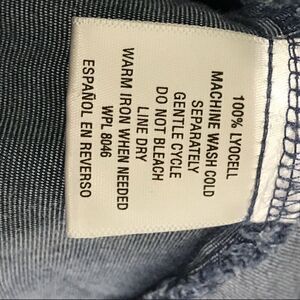 100% LYOCELL
MACHINE WASH COLD
SEPARATELY
GENTLE CYCLE
DO NOT BLEACH
LINE DRY
WARM IRON WHEN NEEDED
WPL 9046
ESPAÑOL EN REVERSO